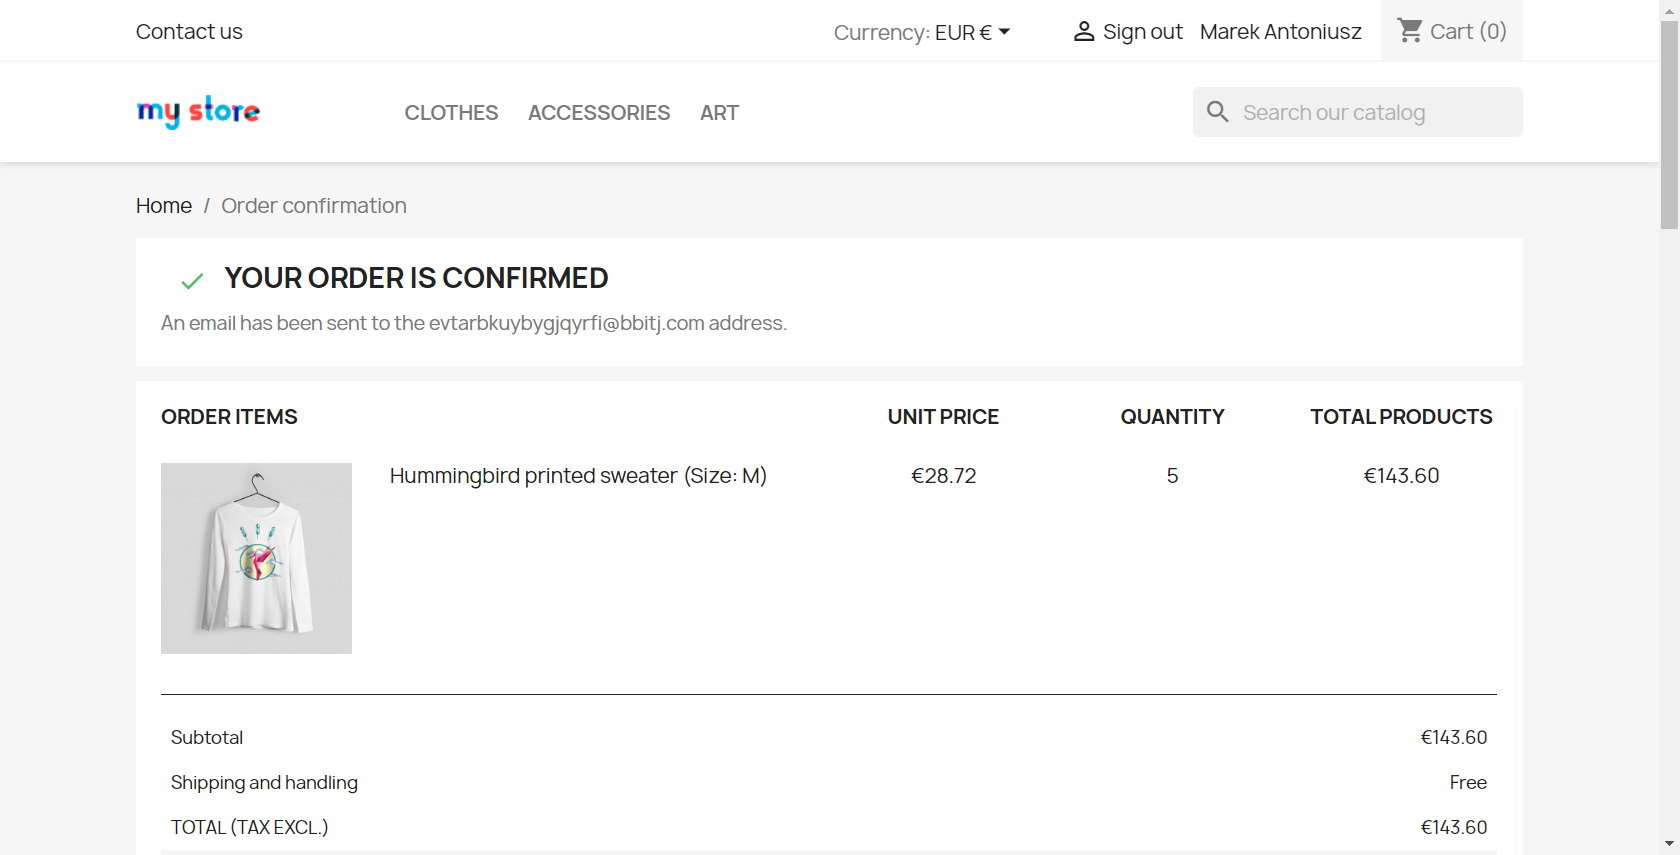 Contact us
Currency: EUR €
Sign out
Marek Antoniusz
Cart (0)
my store
CLOTHES
ACCESSORIES
ART
Search our catalog
Home / Order confirmation
YOUR ORDER IS CONFIRMED
An email has been sent to the evtarbkuybygjqyrfi@bbitj.com address.
ORDER ITEMS UNIT PRICE QUANTITY TOTAL PRODUCTS
Hummingbird printed sweater (Size: M) €28.72 5 €143.60
Subtotal €143.60
Shipping and handling Free
TOTAL (TAX EXCL.) €143.60